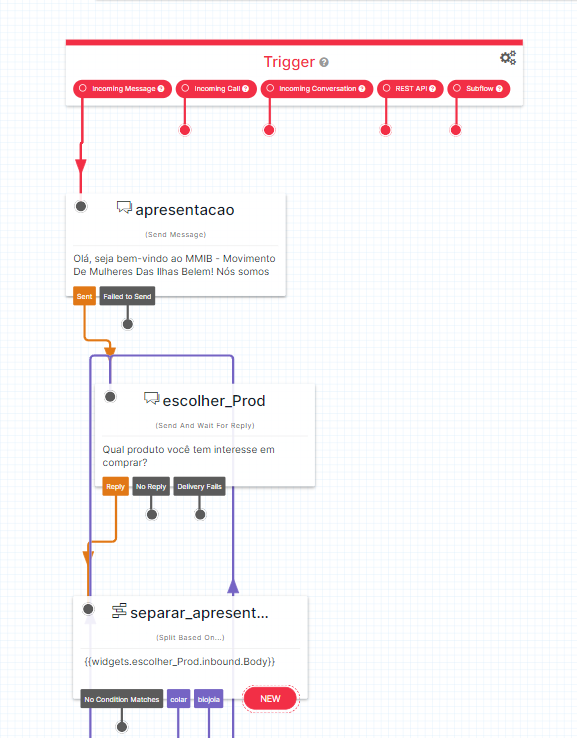 Trigger ?
Incoming Message ? Incoming Call ? Incoming Conversation ? REST API ? Subflow ?
apresentacao
(Send Message)
Olá, seja bem-vindo ao MMIB - Movimento
De Mulheres Das Ilhas Belem! Nós somos
Sent Failed to Send
escolher_Prod
(Send And Wait For Reply)
Qual produto você tem interesse em
comprar?
Reply No Reply Delivery Fails
separar_apresent...
(Split Based On...)
{{widgets.escolher_Prod.inbound.Body}}
No Condition Matches colar biojoia NEW